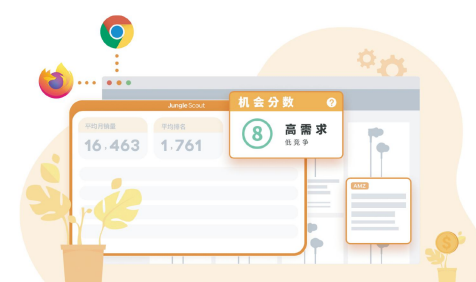 Jungle Scout
机会分数 ?
平均月销量
平均排名
16,463
1,761
8
高需求
低竞争
AMZ
$